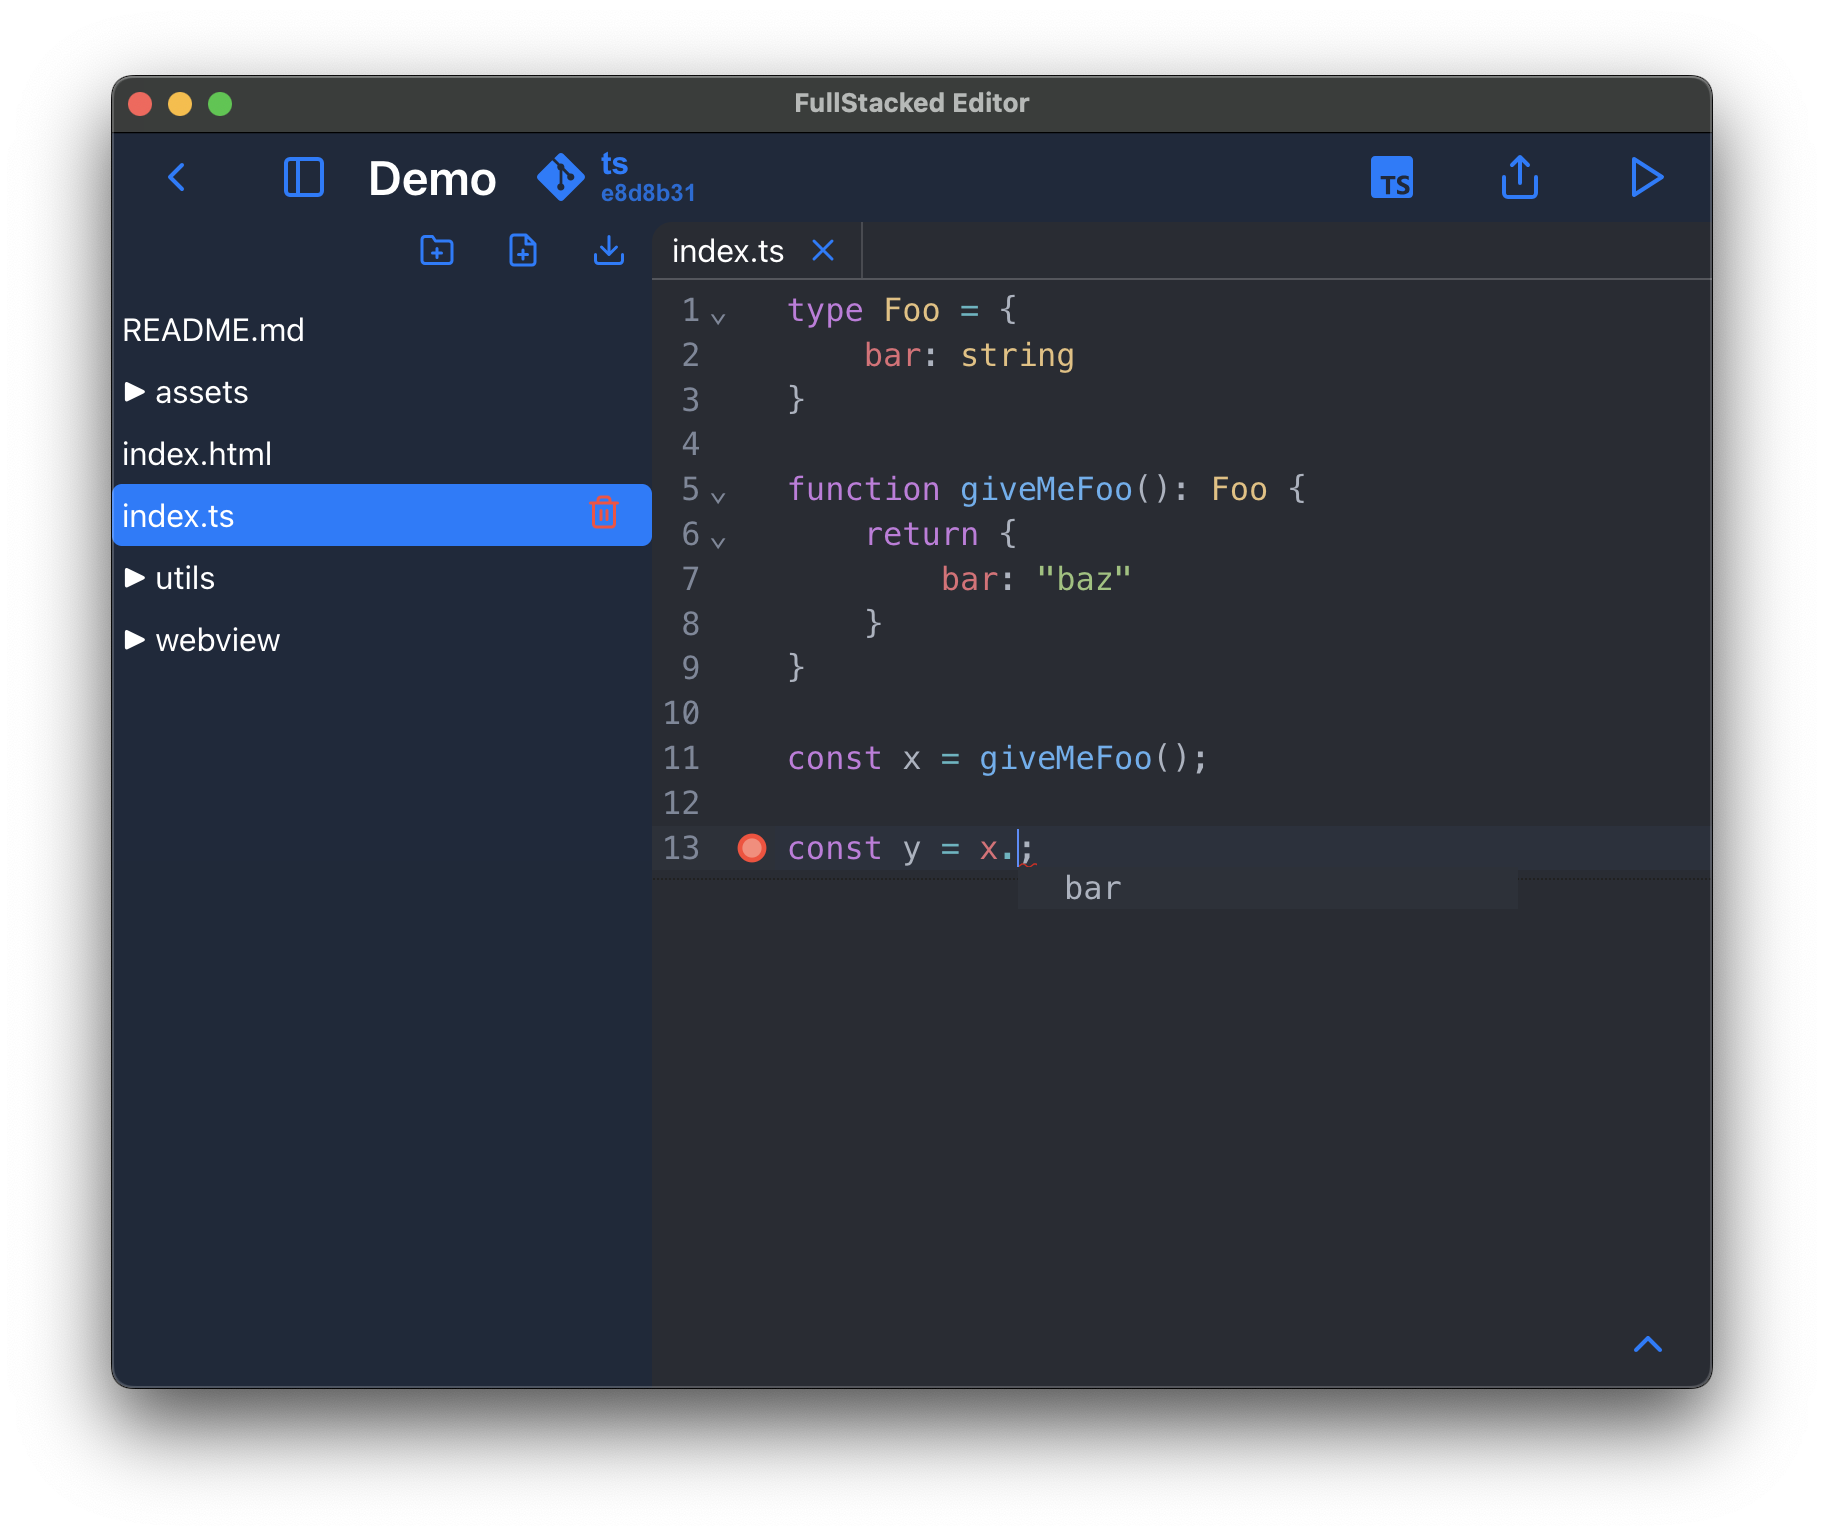 FullStacked Editor
Demo
ts
e8d8b31
TS
README.md
assets
index.html
index.ts
utils
webview
index.ts
1 type Foo = {
2     bar: string
3 }
4
5 function giveMeFoo(): Foo {
6     return {
7         bar: "baz"
8     }
9 }
10
11 const x = giveMeFoo();
12
13 const y = x.;
bar